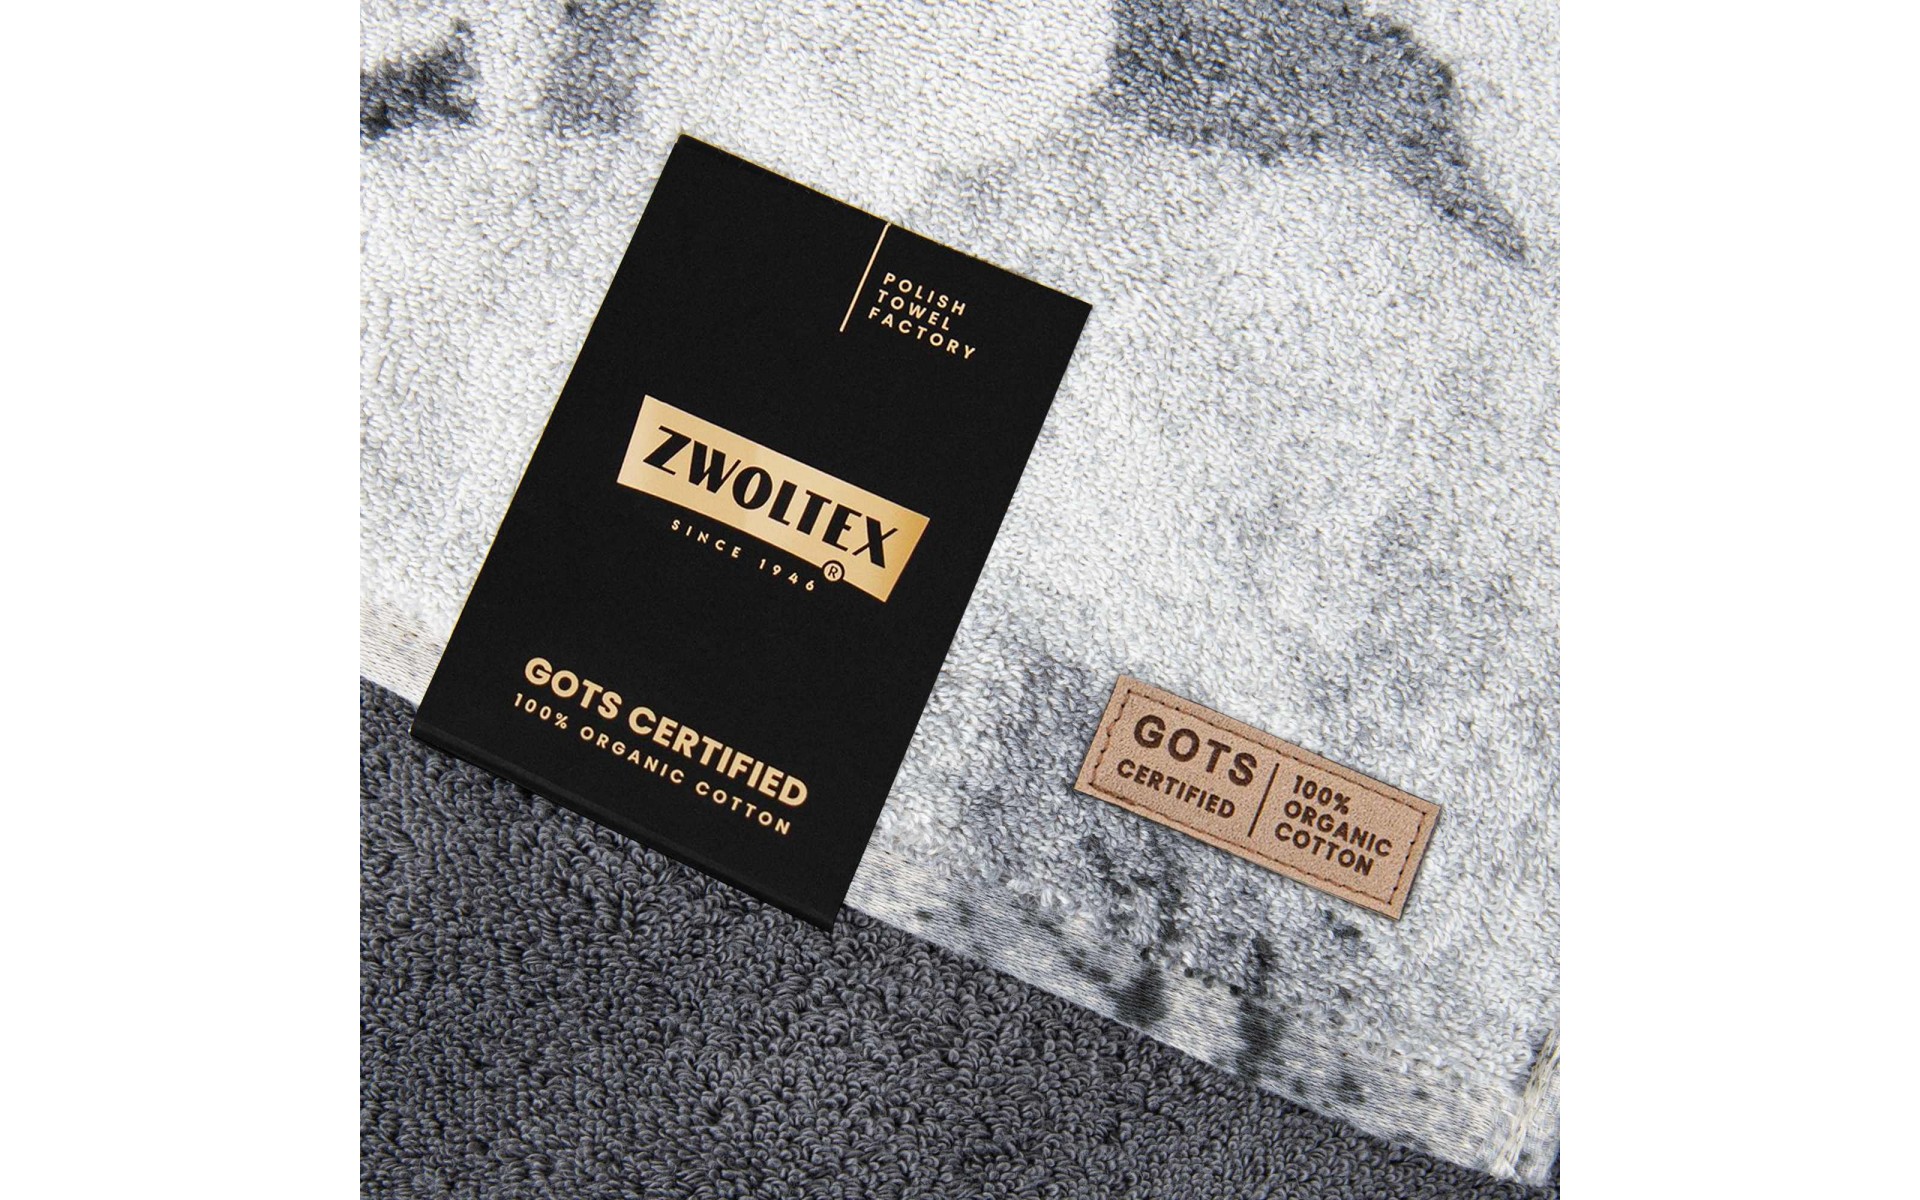 POLISH
TOWEL
FACTORY
ZWOLTEX
SINCE 1946 ®
GOTS CERTIFIED
100% ORGANIC COTTON
GOTS
CERTIFIED
100%
ORGANIC
COTTON